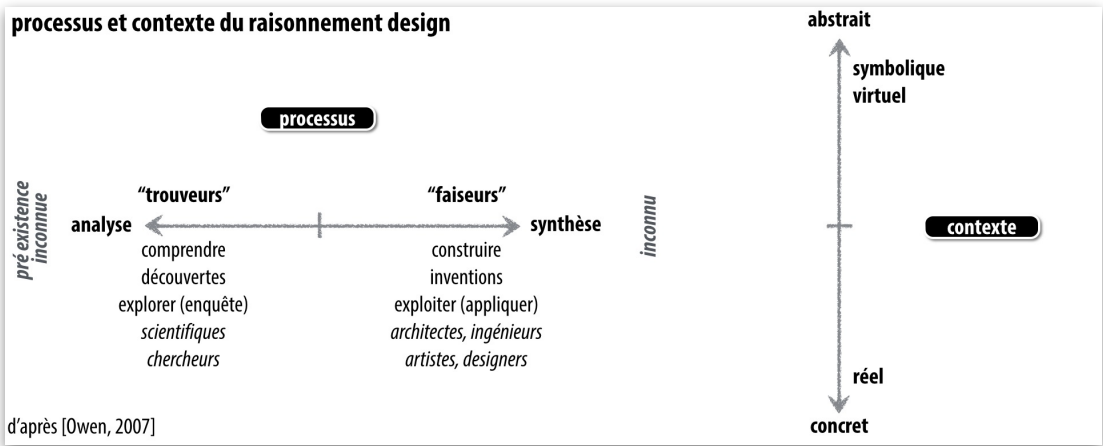 processus et contexte du raisonnement design
processus
pré existence
inconnue
“trouveurs”
analyse
comprendre
découvertes
explorer (enquête)
scientifiques
chercheurs
“faiseurs”
synthèse
construire
inventions
exploiter (appliquer)
architectes, ingénieurs
artistes, designers
inconnu
abstrait
symbolique
virtuel
contexte
réel
concret
d’après [Owen, 2007]